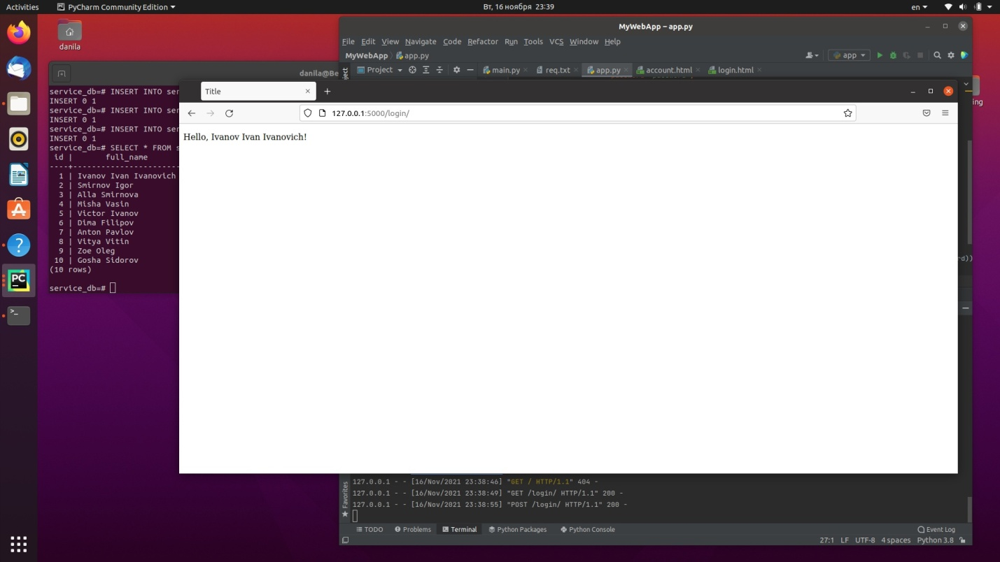 Activities PyCharm Community Edition Вт, 16 ноября 23:39 en
danila
MyWebApp – app.py
File Edit View Navigate Code Refactor Run Tools VCS Window Help
MyWebApp app.py app
danila@Be
Project main.py req.txt app.py account.html login.html
service_db=# INSERT INTO ser
INSERT 0 1
service_db=# INSERT INTO ser
INSERT 0 1
service_db=# INSERT INTO ser
INSERT 0 1
service_db=# SELECT * FROM s
id | full_name
----+-----------------------
1 | Ivanov Ivan Ivanovich
2 | Smirnov Igor
3 | Alla Smirnova
4 | Misha Vasin
5 | Victor Ivanov
6 | Dima Filipov
7 | Anton Pavlov
8 | Vitya Vitin
9 | Zoe Oleg
10 | Gosha Sidorov
(10 rows)
service_db=#
Title
127.0.0.1:5000/login/
Hello, Ivanov Ivan Ivanovich!
ing
rd))
127.0.0.1 - - [16/Nov/2021 23:38:46] "GET / HTTP/1.1" 404 -
127.0.0.1 - - [16/Nov/2021 23:38:49] "GET /login/ HTTP/1.1" 200 -
127.0.0.1 - - [16/Nov/2021 23:38:55] "POST /login/ HTTP/1.1" 200 -
Favorites
TODO Problems Terminal Python Packages Python Console Event Log
27:1 LF UTF-8 4 spaces Python 3.8
PC